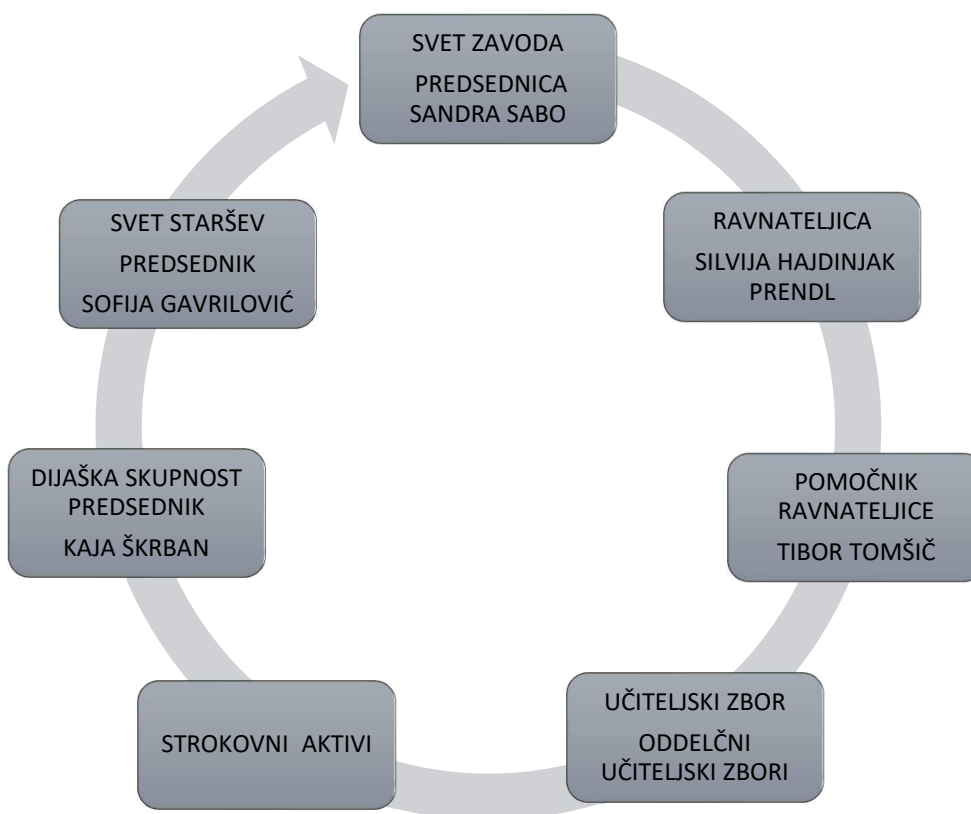 SVET ZAVODA
PREDSEDNICA
SANDRA SABO
RAVNATELJICA
SILVIJA HAJDINJAK
PRENDL
POMOČNIK
RAVNATELJICE
TIBOR TOMŠIČ
UČITELJSKI ZBOR
ODDELČNI
UČITELJSKI ZBORI
STROKOVNI AKTIVI
DIJAŠKA SKUPNOST
PREDSEDNIK
KAJA ŠKRBAN
SVET STARŠEV
PREDSEDNIK
SOFIJA GAVRILOVIĆ